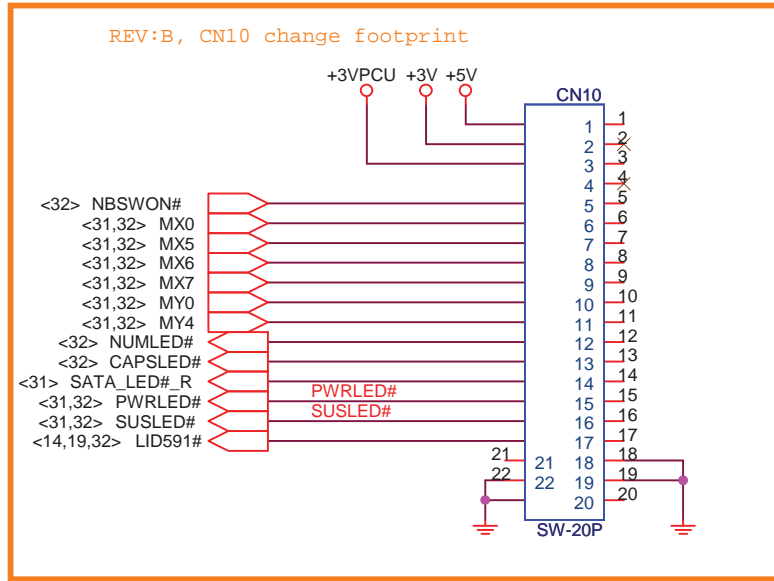 REV:B, CN10 change footprint
+3VPCU +3V +5V
CN10
1 1
2 2
3 3
4 4
<32> NBSWON# 5 5
<31,32> MX0 6 6
<31,32> MX5 7 7
<31,32> MX6 8 8
<31,32> MX7 9 9
<31,32> MY0 10 10
<31,32> MY4 11 11
<32> NUMLED# 12 12
<32> CAPSLED# 13 13
<31> SATA_LED#_R 14 14
<31,32> PWRLED# PWRLED# 15 15
<31,32> SUSLED# SUSLED# 16 16
<14,19,32> LID591# 17 17
21 21 18 18
22 22 19 19
20 20
SW-20P